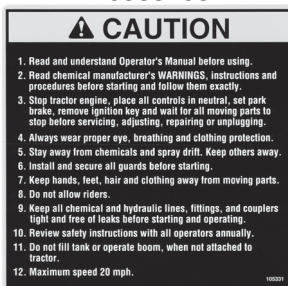 CAUTION
1. Read and understand Operator's Manual before using.
2. Read chemical manufacturer's WARNINGS, instructions and
procedures before starting and follow them exactly.
3. Stop tractor engine, place all controls in neutral, set park
brake, remove ignition key and wait for all moving parts to
stop before servicing, adjusting, repairing or unplugging.
4. Always wear proper eye, breathing and clothing protection.
5. Stay away from chemicals and spray drift. Keep others away.
6. Install and secure all guards before starting.
7. Keep hands, feet, hair and clothing away from moving parts.
8. Do not allow riders.
9. Keep all chemical and hydraulic lines, fittings, and couplers
tight and free of leaks before starting and operating.
10. Review safety instructions with all operators annually.
11. Do not fill tank or operate boom, when not attached to
tractor.
12. Maximum speed 20 mph.
105331